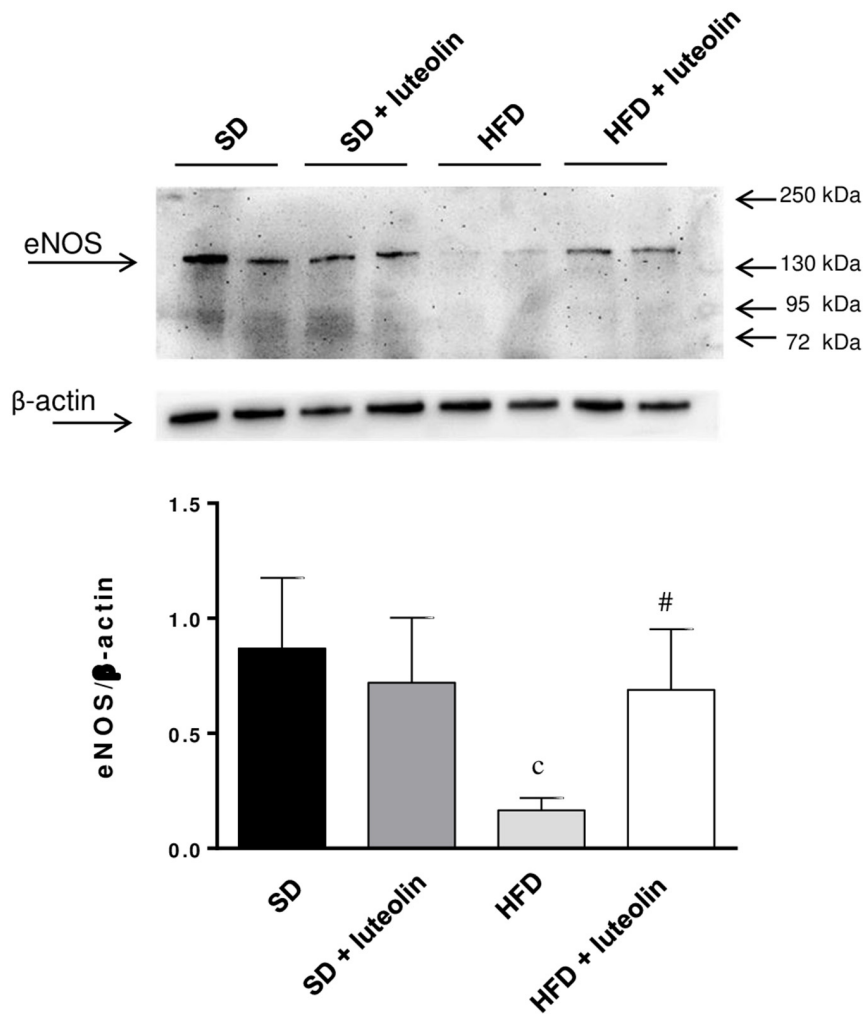 SD
SD + luteolin
HFD
HFD + luteolin
250 kDa
eNOS
130 kDa
95 kDa
72 kDa
β-actin
1.5
1.0
0.5
0.0
eNOS/β-actin
c
#
SD
SD + luteolin
HFD
HFD + luteolin